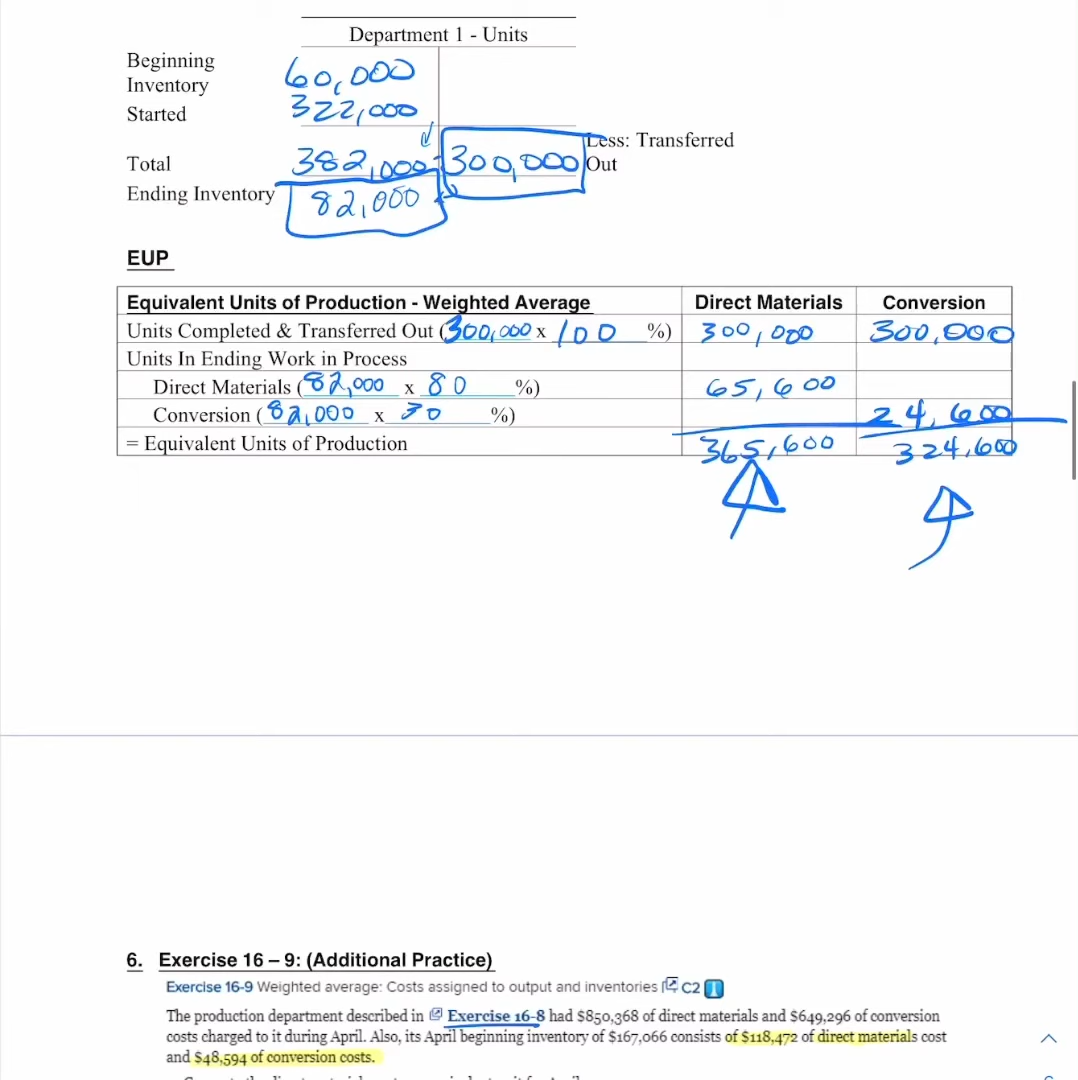 Department 1 - Units
Beginning
Inventory 60,000
Started 322,000
Less: Transferred
Total 382,000 - 300,000 Out
Ending Inventory 82,000
EUP
Equivalent Units of Production - Weighted Average Direct Materials Conversion
Units Completed & Transferred Out (300,000 x 100 %) 300,000 300,000
Units In Ending Work in Process
Direct Materials (82,000 x 80 %) 65,600
Conversion (82,000 x 30 %) 24,600
= Equivalent Units of Production 365,600 324,600
6. Exercise 16 – 9: (Additional Practice)
Exercise 16-9 Weighted average: Costs assigned to output and inventories C2
The production department described in Exercise 16-8 had $850,368 of direct materials and $649,296 of conversion
costs charged to it during April. Also, its April beginning inventory of $167,066 consists of $118,472 of direct materials cost
and $48,594 of conversion costs.